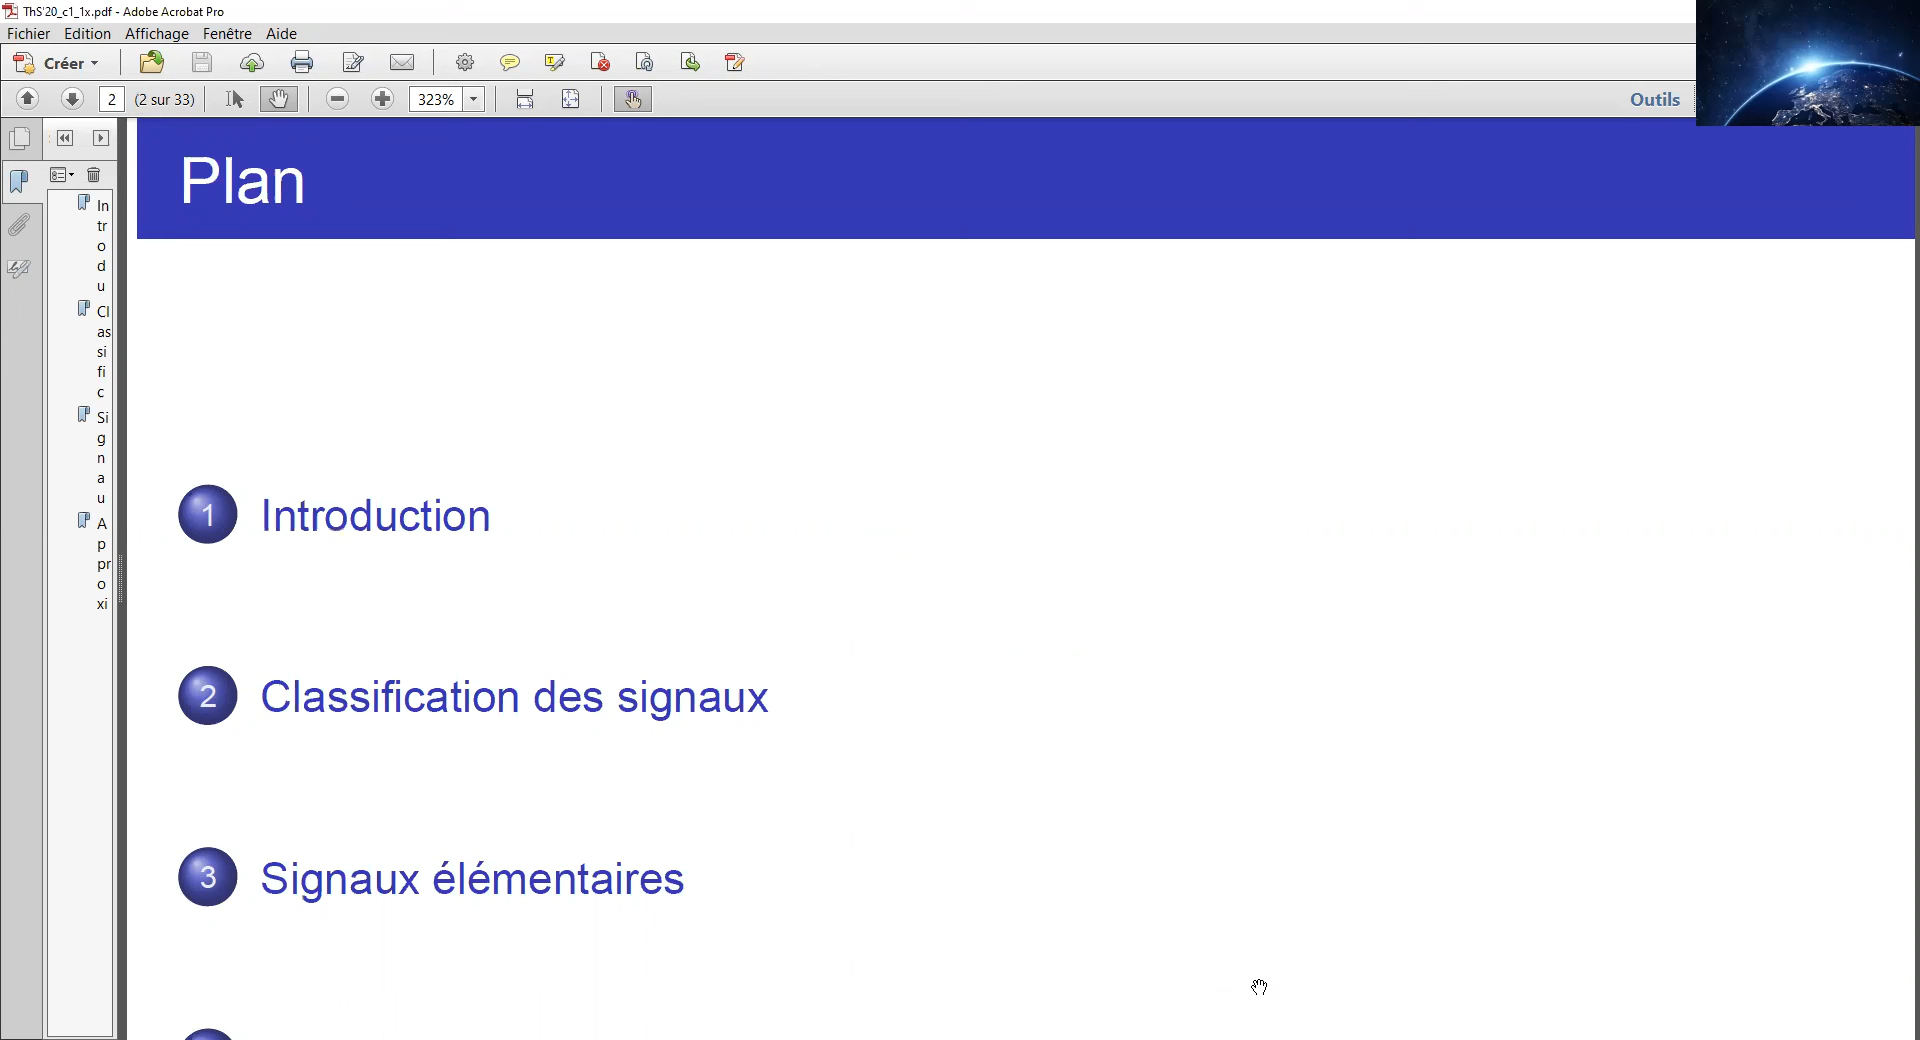 ThS'20_c1_1x.pdf - Adobe Acrobat Pro
Fichier Edition Affichage Fenêtre Aide
Créer
2 (2 sur 33) 323% Outils
Plan
In
tr
o
d
u
Cl
as
si
fi
c
Si
g
n
a
u
A
p
pr
o
xi
1 Introduction
2 Classification des signaux
3 Signaux élémentaires